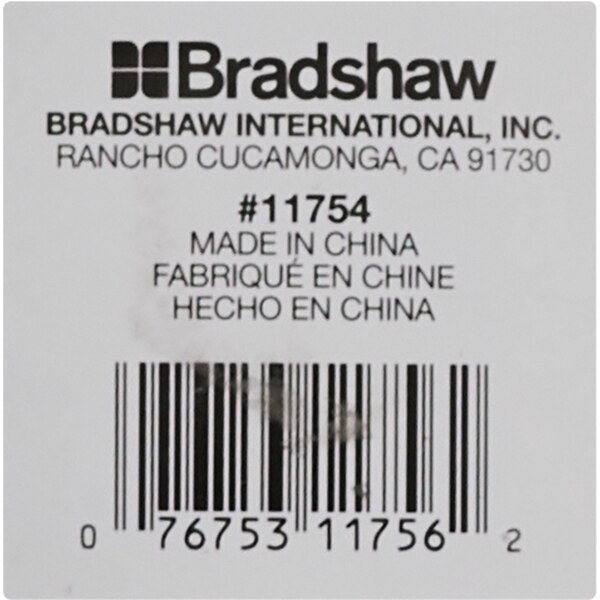 Bradshaw
BRADSHAW INTERNATIONAL, INC.
RANCHO CUCAMONGA, CA 91730
#11754
MADE IN CHINA
FABRIQUÉ EN CHINE
HECHO EN CHINA
0 76753 11756 2